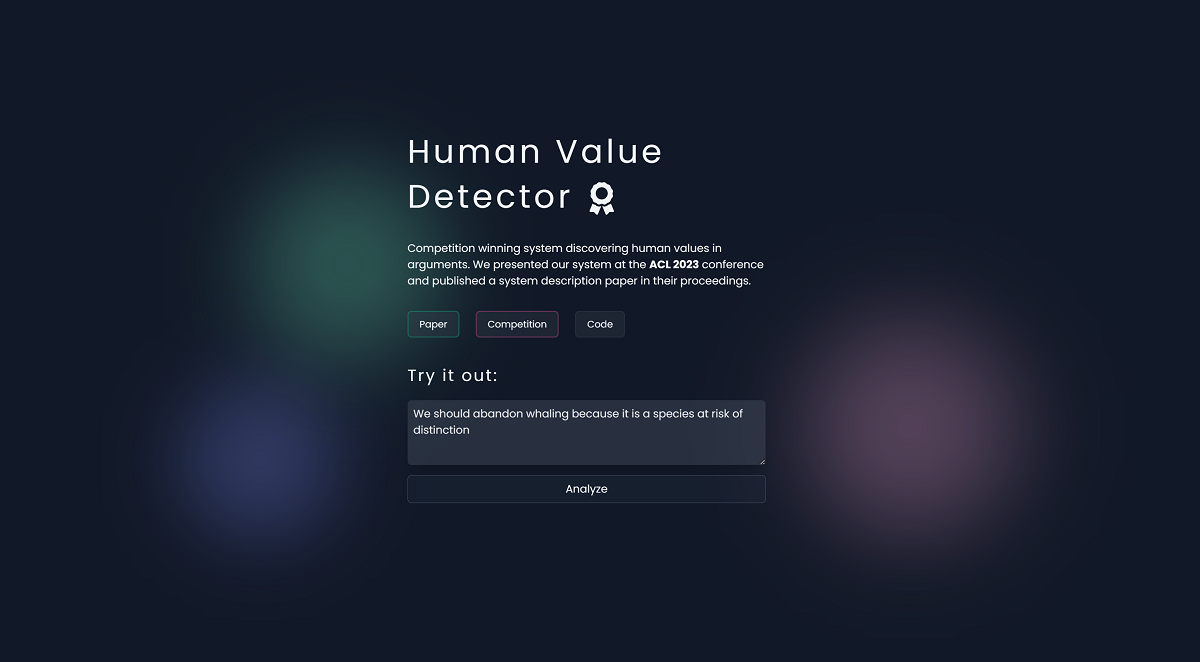 Human Value
Detector
Competition winning system discovering human values in
arguments. We presented our system at the ACL 2023 conference
and published a system description paper in their proceedings.
Paper
Competition
Code
Try it out:
We should abandon whaling because it is a species at risk of
distinction
Analyze